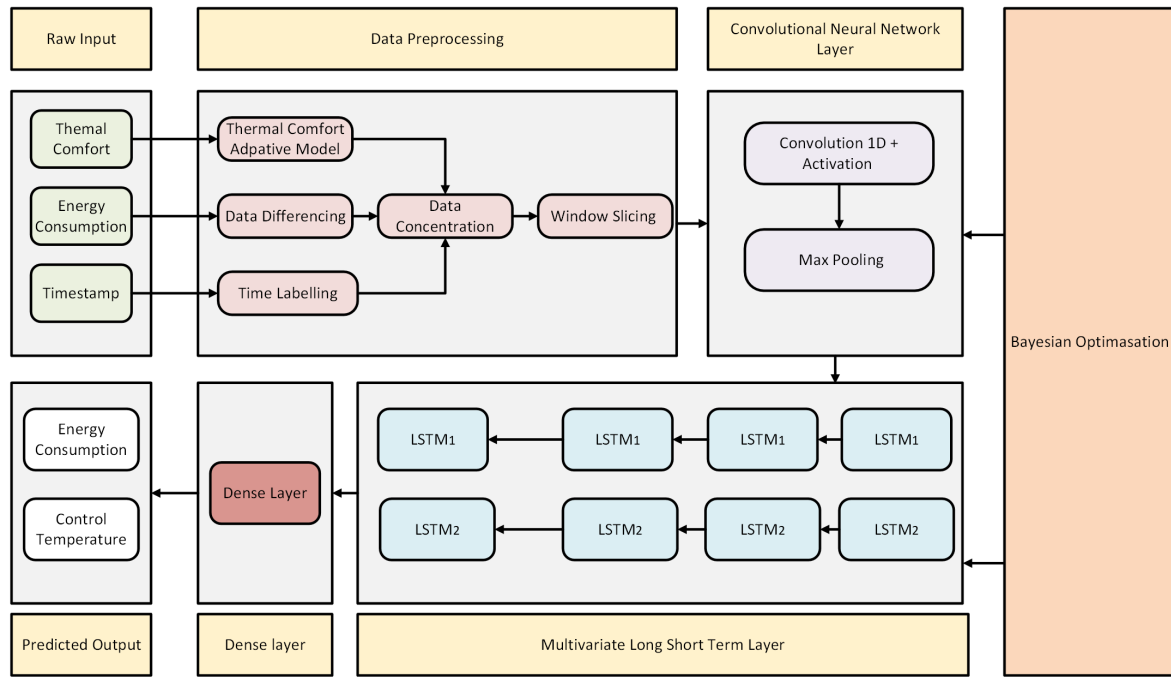 Raw Input
Data Preprocessing
Convolutional Neural Network
Layer
Themal
Comfort
Thermal Comfort
Adpative Model
Convolution 1D +
Activation
Energy
Consumption
Data Differencing
Data
Concentration
Window Slicing
Max Pooling
Timestamp
Time Labelling
Bayesian Optimasation
Energy
Consumption
LSTM1
LSTM1
LSTM1
LSTM1
Dense Layer
Control
Temperature
LSTM2
LSTM2
LSTM2
LSTM2
Predicted Output
Dense layer
Multivariate Long Short Term Layer